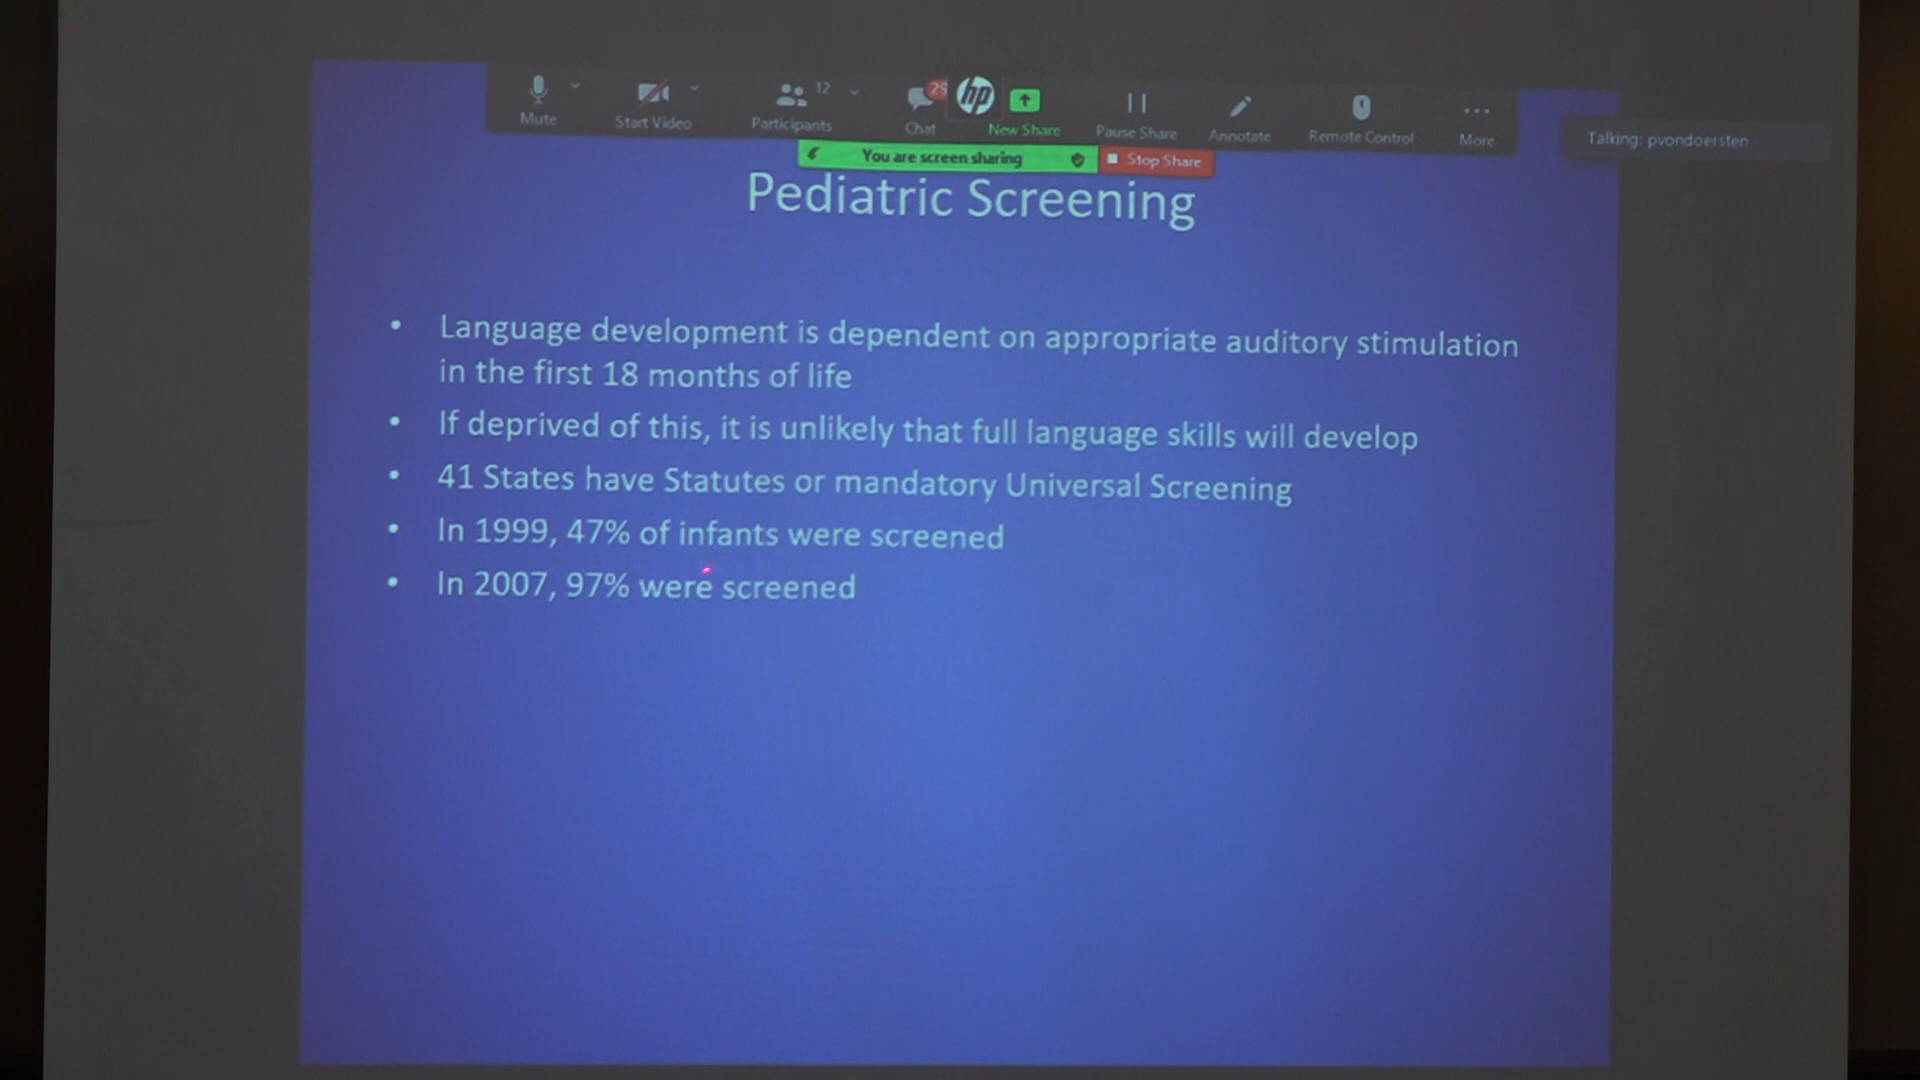 Mute
Start Video
Participants
12
Chat
29
hp
New Share
Pause Share
Annotate
Remote Control
More
Talking: pvondoersten
You are screen sharing
Stop Share
Pediatric Screening
• Language development is dependent on appropriate auditory stimulation
in the first 18 months of life
• If deprived of this, it is unlikely that full language skills will develop
• 41 States have Statutes or mandatory Universal Screening
• In 1999, 47% of infants were screened
• In 2007, 97% were screened